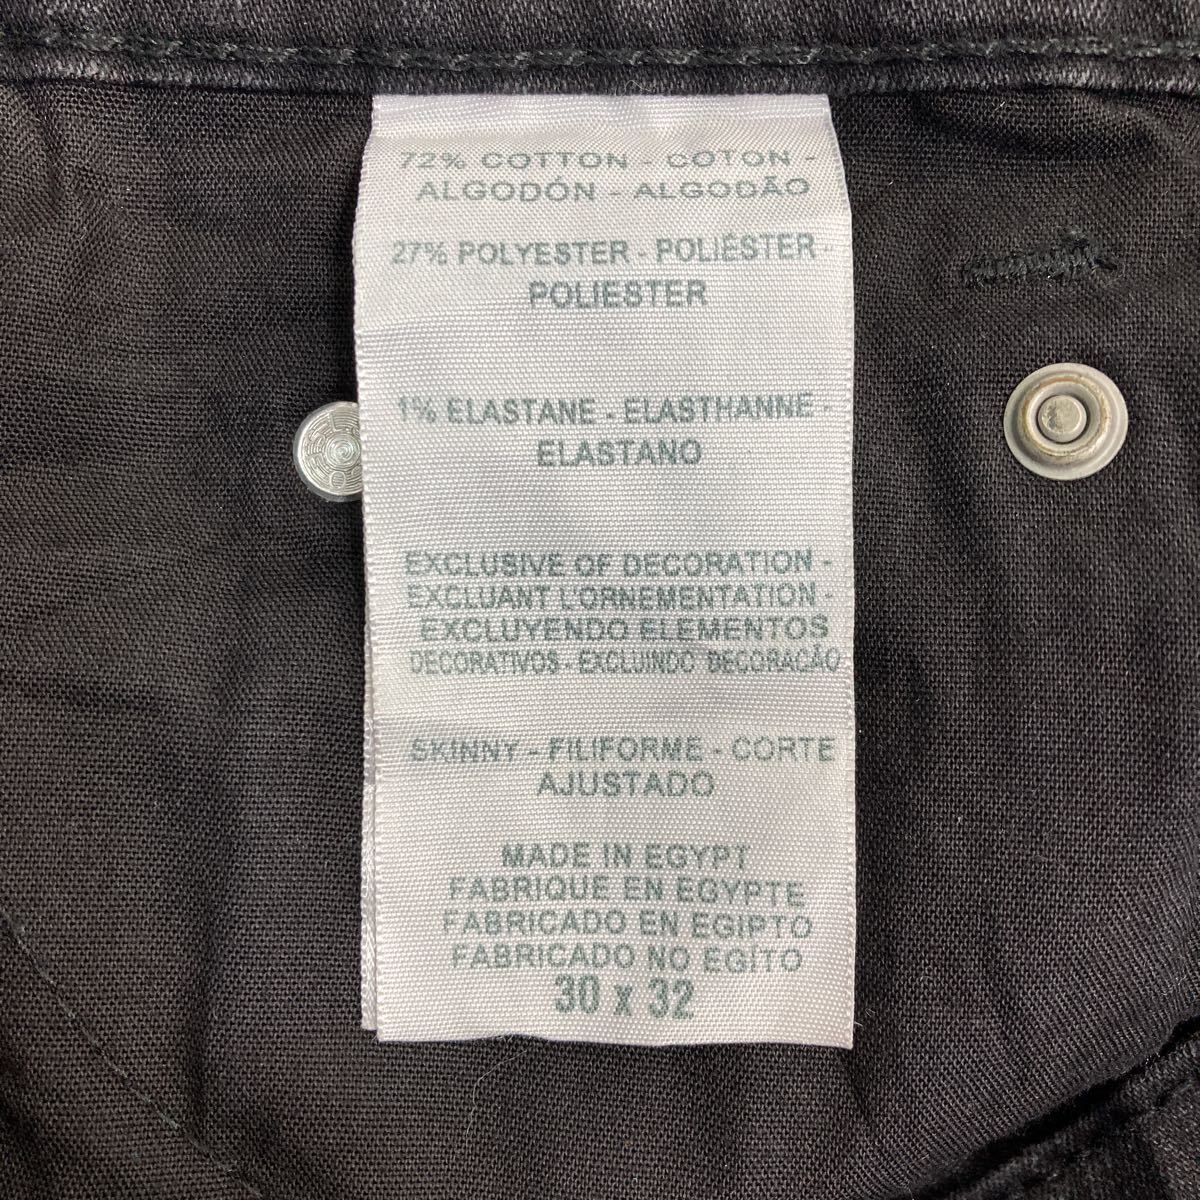 72% COTTON - COTON -
ALGODÓN - ALGODÃO
27% POLYESTER - POLIÉSTER -
POLIESTER
1% ELASTANE - ELASTHANNE -
ELASTANO
EXCLUSIVE OF DECORATION -
EXCLUANT L'ORNEMENTATION -
EXCLUYENDO ELEMENTOS
DECORATIVOS - EXCLUINDO DECORAÇÃO
SKINNY - FILIFORME - CORTE
AJUSTADO
MADE IN EGYPT
FABRIQUE EN EGYPTE
FABRICADO EN EGIPTO
FABRICADO NO EGÍTO
30 x 32